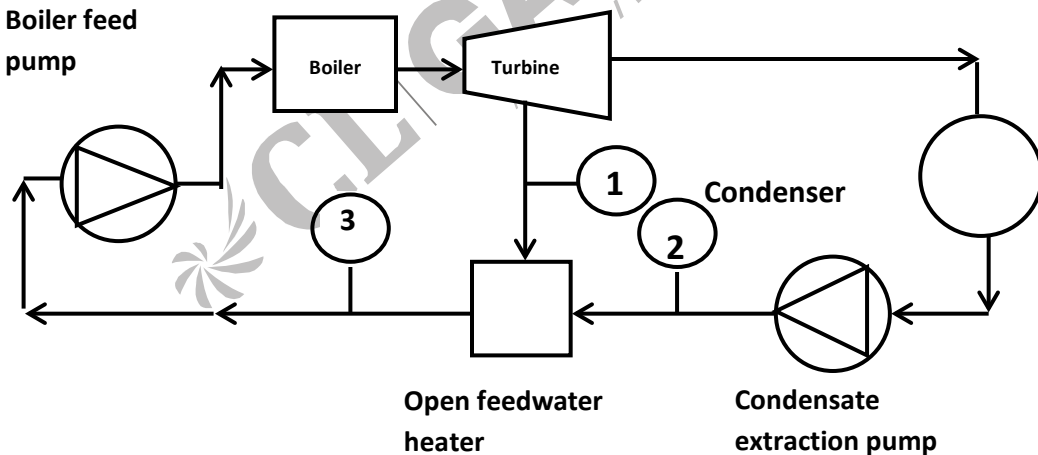 Boiler feed
pump
Boiler
Turbine
1
2
3
Condenser
Open feedwater
heater
Condensate
extraction pump